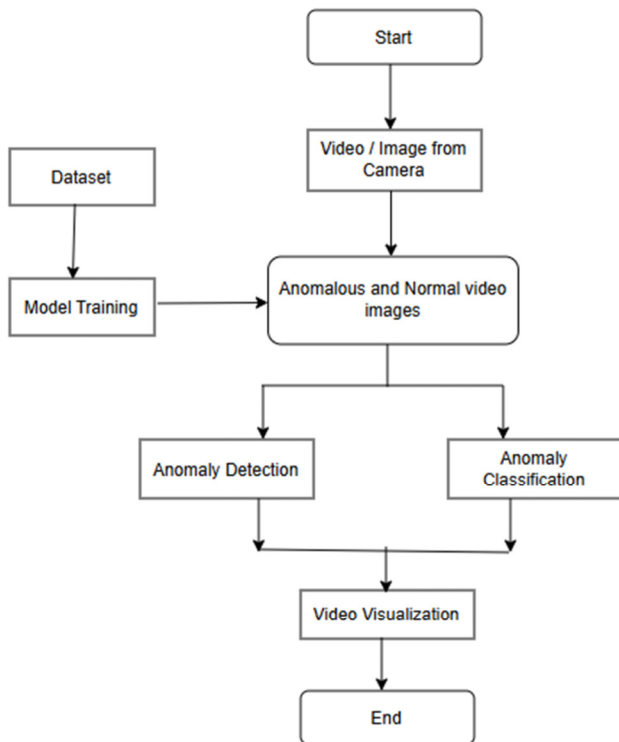 Start
Video / Image from
Camera
Dataset
Model Training
Anomalous and Normal video
images
Anomaly Detection
Anomaly
Classification
Video Visualization
End